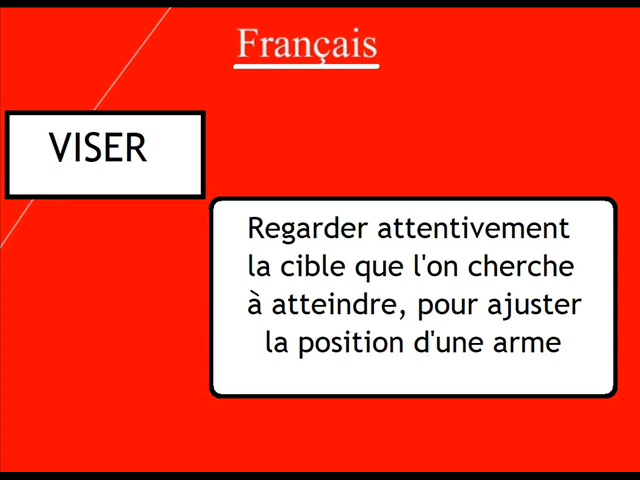 Français
VISER
Regarder attentivement
la cible que l'on cherche
à atteindre, pour ajuster
la position d'une arme